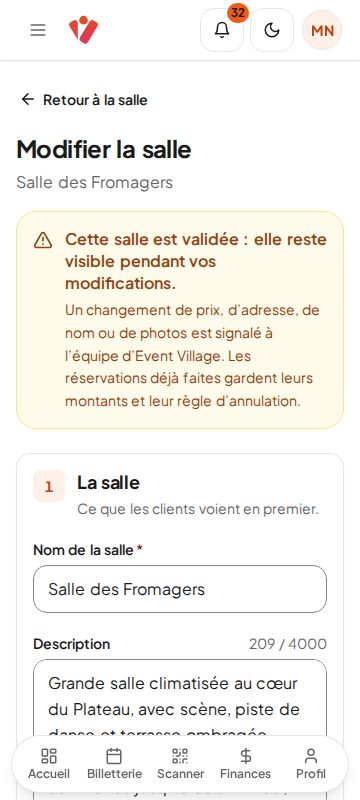 32
MN
Retour à la salle
Modifier la salle
Salle des Fromagers
Cette salle est validée : elle reste
visible pendant vos
modifications.
Un changement de prix, d’adresse, de
nom ou de photos est signalé à
l’équipe d’Event Village. Les
réservations déjà faites gardent leurs
montants et leur règle d’annulation.
1
La salle
Ce que les clients voient en premier.
Nom de la salle *
Salle des Fromagers
Description
209 / 4000
Grande salle climatisée au cœur
du Plateau, avec scène, piste de
danse et terrasse ombragée
Accueil
Billetterie
Scanner
Finances
Profil